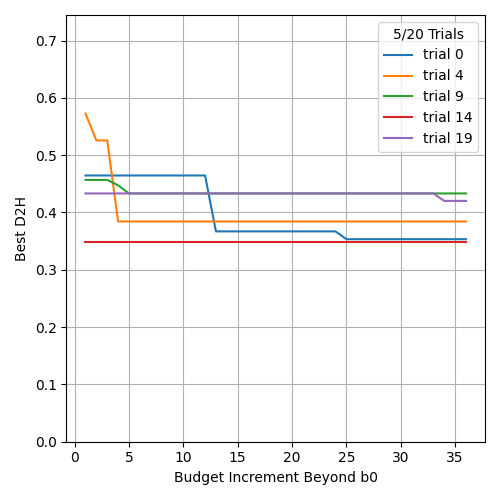 5/20 Trials
trial 0
trial 4
trial 9
trial 14
trial 19
0.7
0.6
0.5
0.4
0.3
0.2
0.1
0.0
Best D2H
0 5 10 15 20 25 30 35
Budget Increment Beyond b0